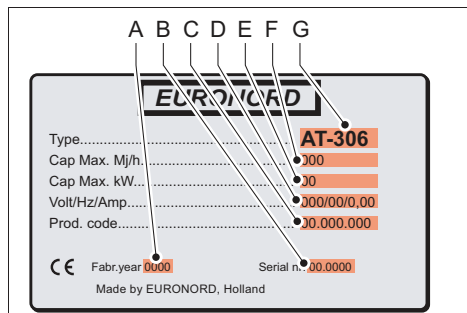 A B C D E F G
EURONORD
Type............................ AT-306
Cap Max. Mj/h............................ 000
Cap Max. kW............................ 00
Volt/Hz/Amp............................ 000/00/0,00
Prod. code............................ 00.000.000
CE Fabr.year 0000 Serial nr. 00.0000
Made by EURONORD, Holland